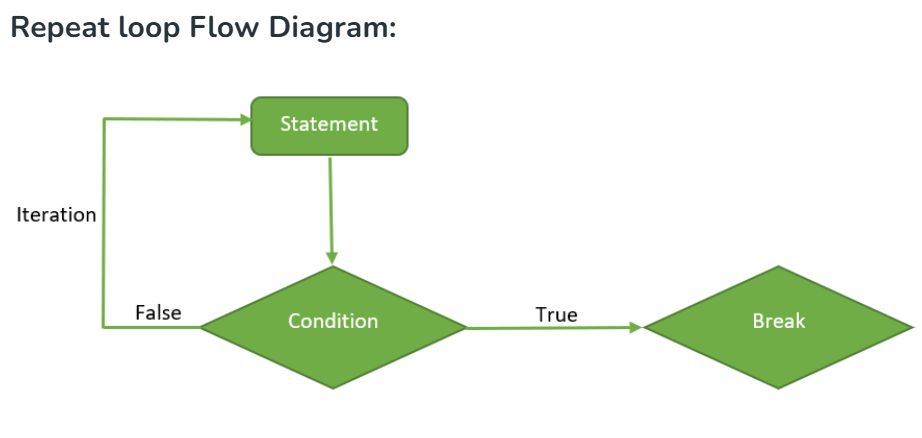 Repeat loop Flow Diagram:
Statement
Iteration
False
Condition
True
Break